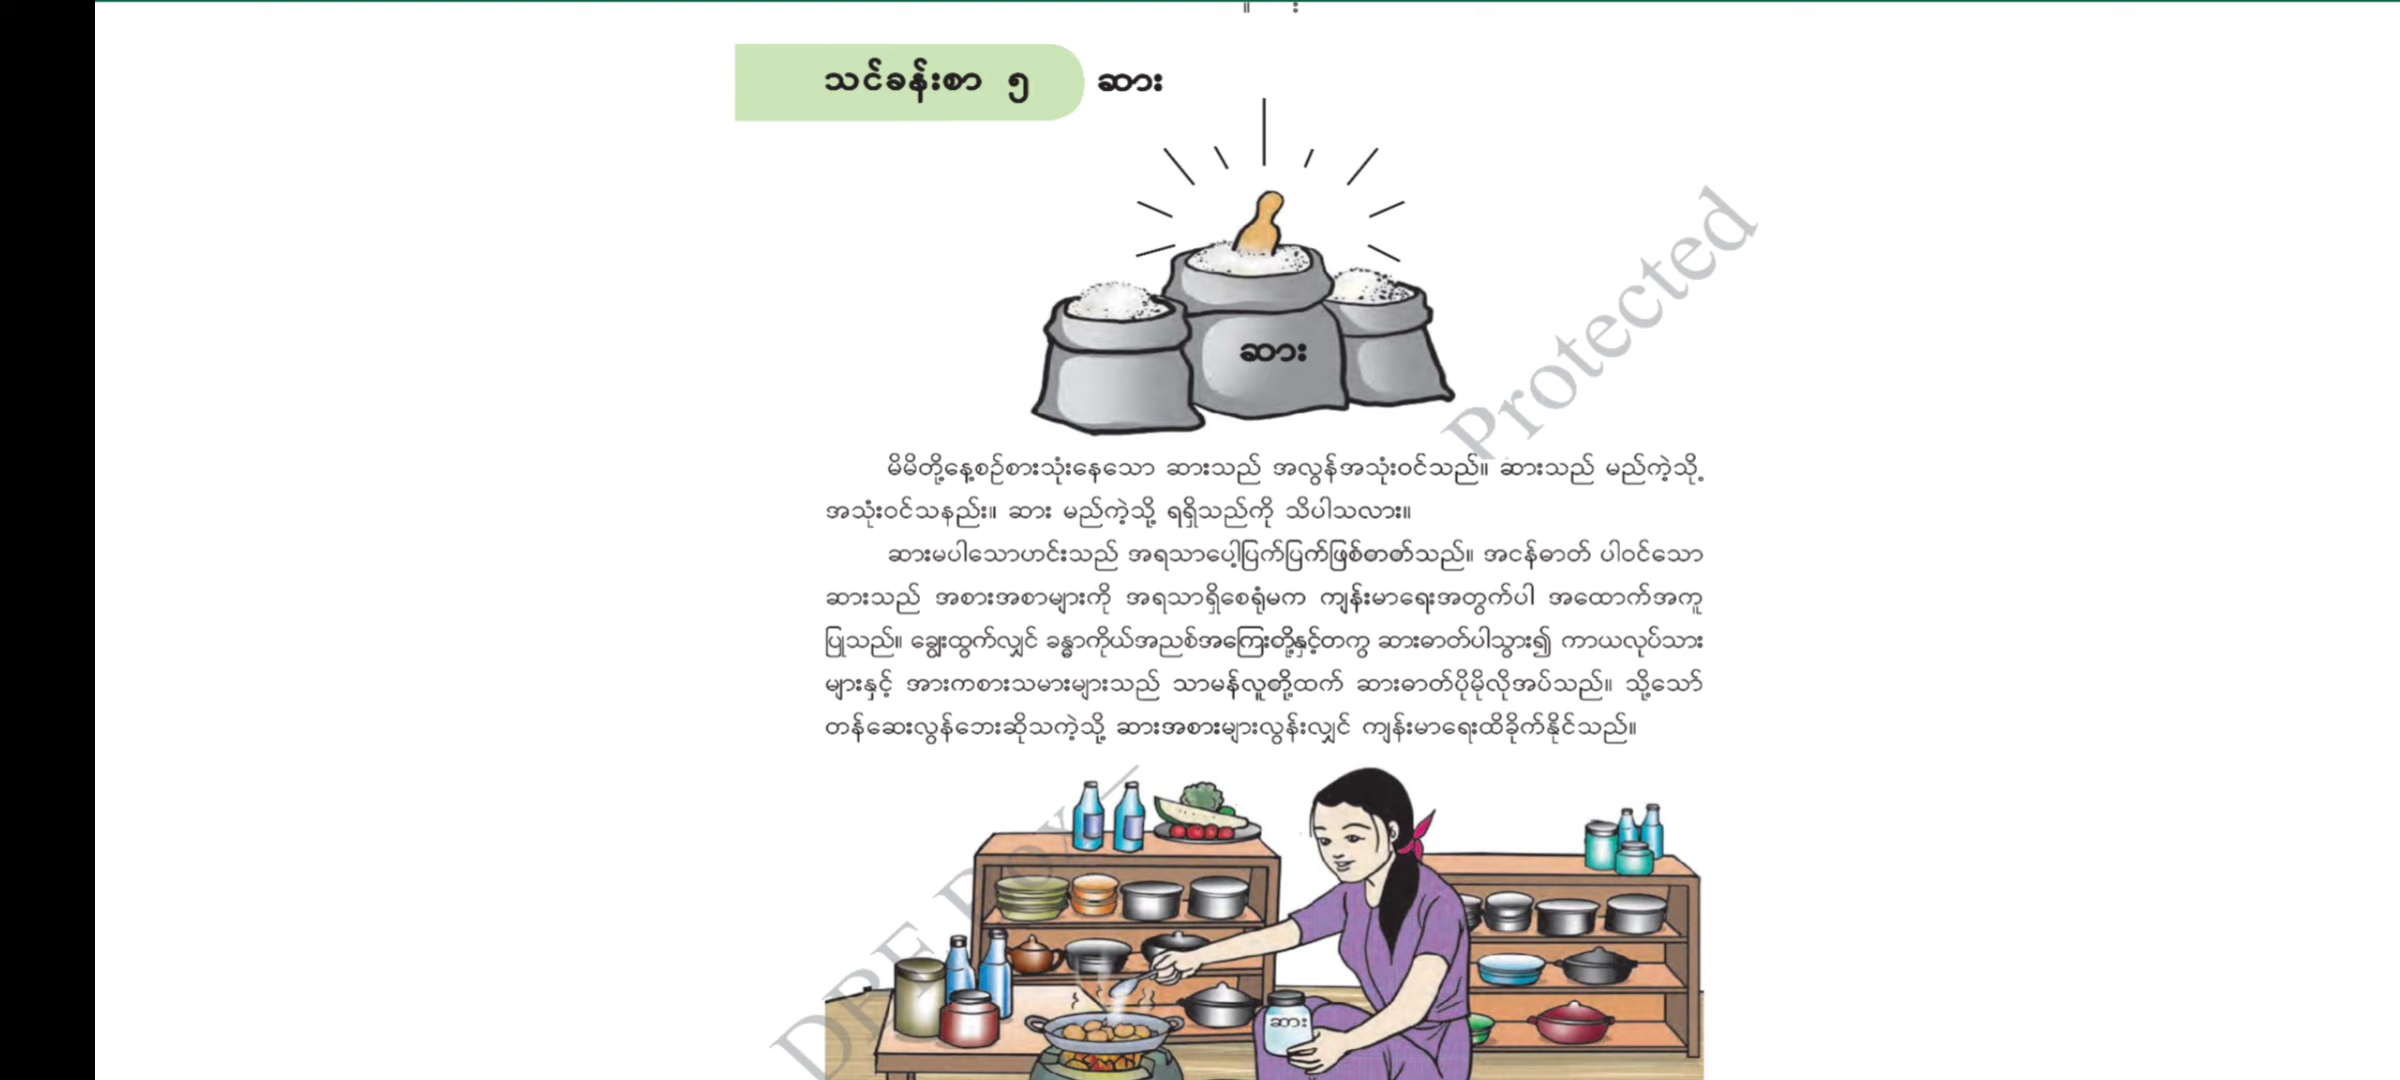 သင်ခန်းစာ ၅ ဆား
ဆား
မိမိတို့နေ့စဉ်စားသုံးနေသော ဆားသည် အလွန်အသုံးဝင်သည်။ ဆားသည် မည်ကဲ့သို့
အသုံးဝင်သနည်း။ ဆား မည်ကဲ့သို့ ရရှိသည်ကို သိပါသလား။
ဆားမပါသောဟင်းသည် အရသာပေါ့ပြက်ပြက်ဖြစ်တတ်သည်။ အငန်ဓာတ် ပါဝင်သော
ဆားသည် အစားအစာများကို အရသာရှိစေရုံမက ကျန်းမာရေးအတွက်ပါ အထောက်အကူ
ပြုသည်။ ချွေးထွက်လျှင် ခန္ဓာကိုယ်အညစ်အကြေးတို့နှင့်တကွ ဆားဓာတ်ပါသွား၍ ကာယလုပ်သား
များနှင့် အားကစားသမားများသည် သာမန်လူတို့ထက် ဆားဓာတ်ပိုမိုလိုအပ်သည်။ သို့သော်
တန်ဆေးလွန်ဘေးဆိုသကဲ့သို့ ဆားအစားများလွန်းလျှင် ကျန်းမာရေးထိခိုက်နိုင်သည်။
ဆား
Protected